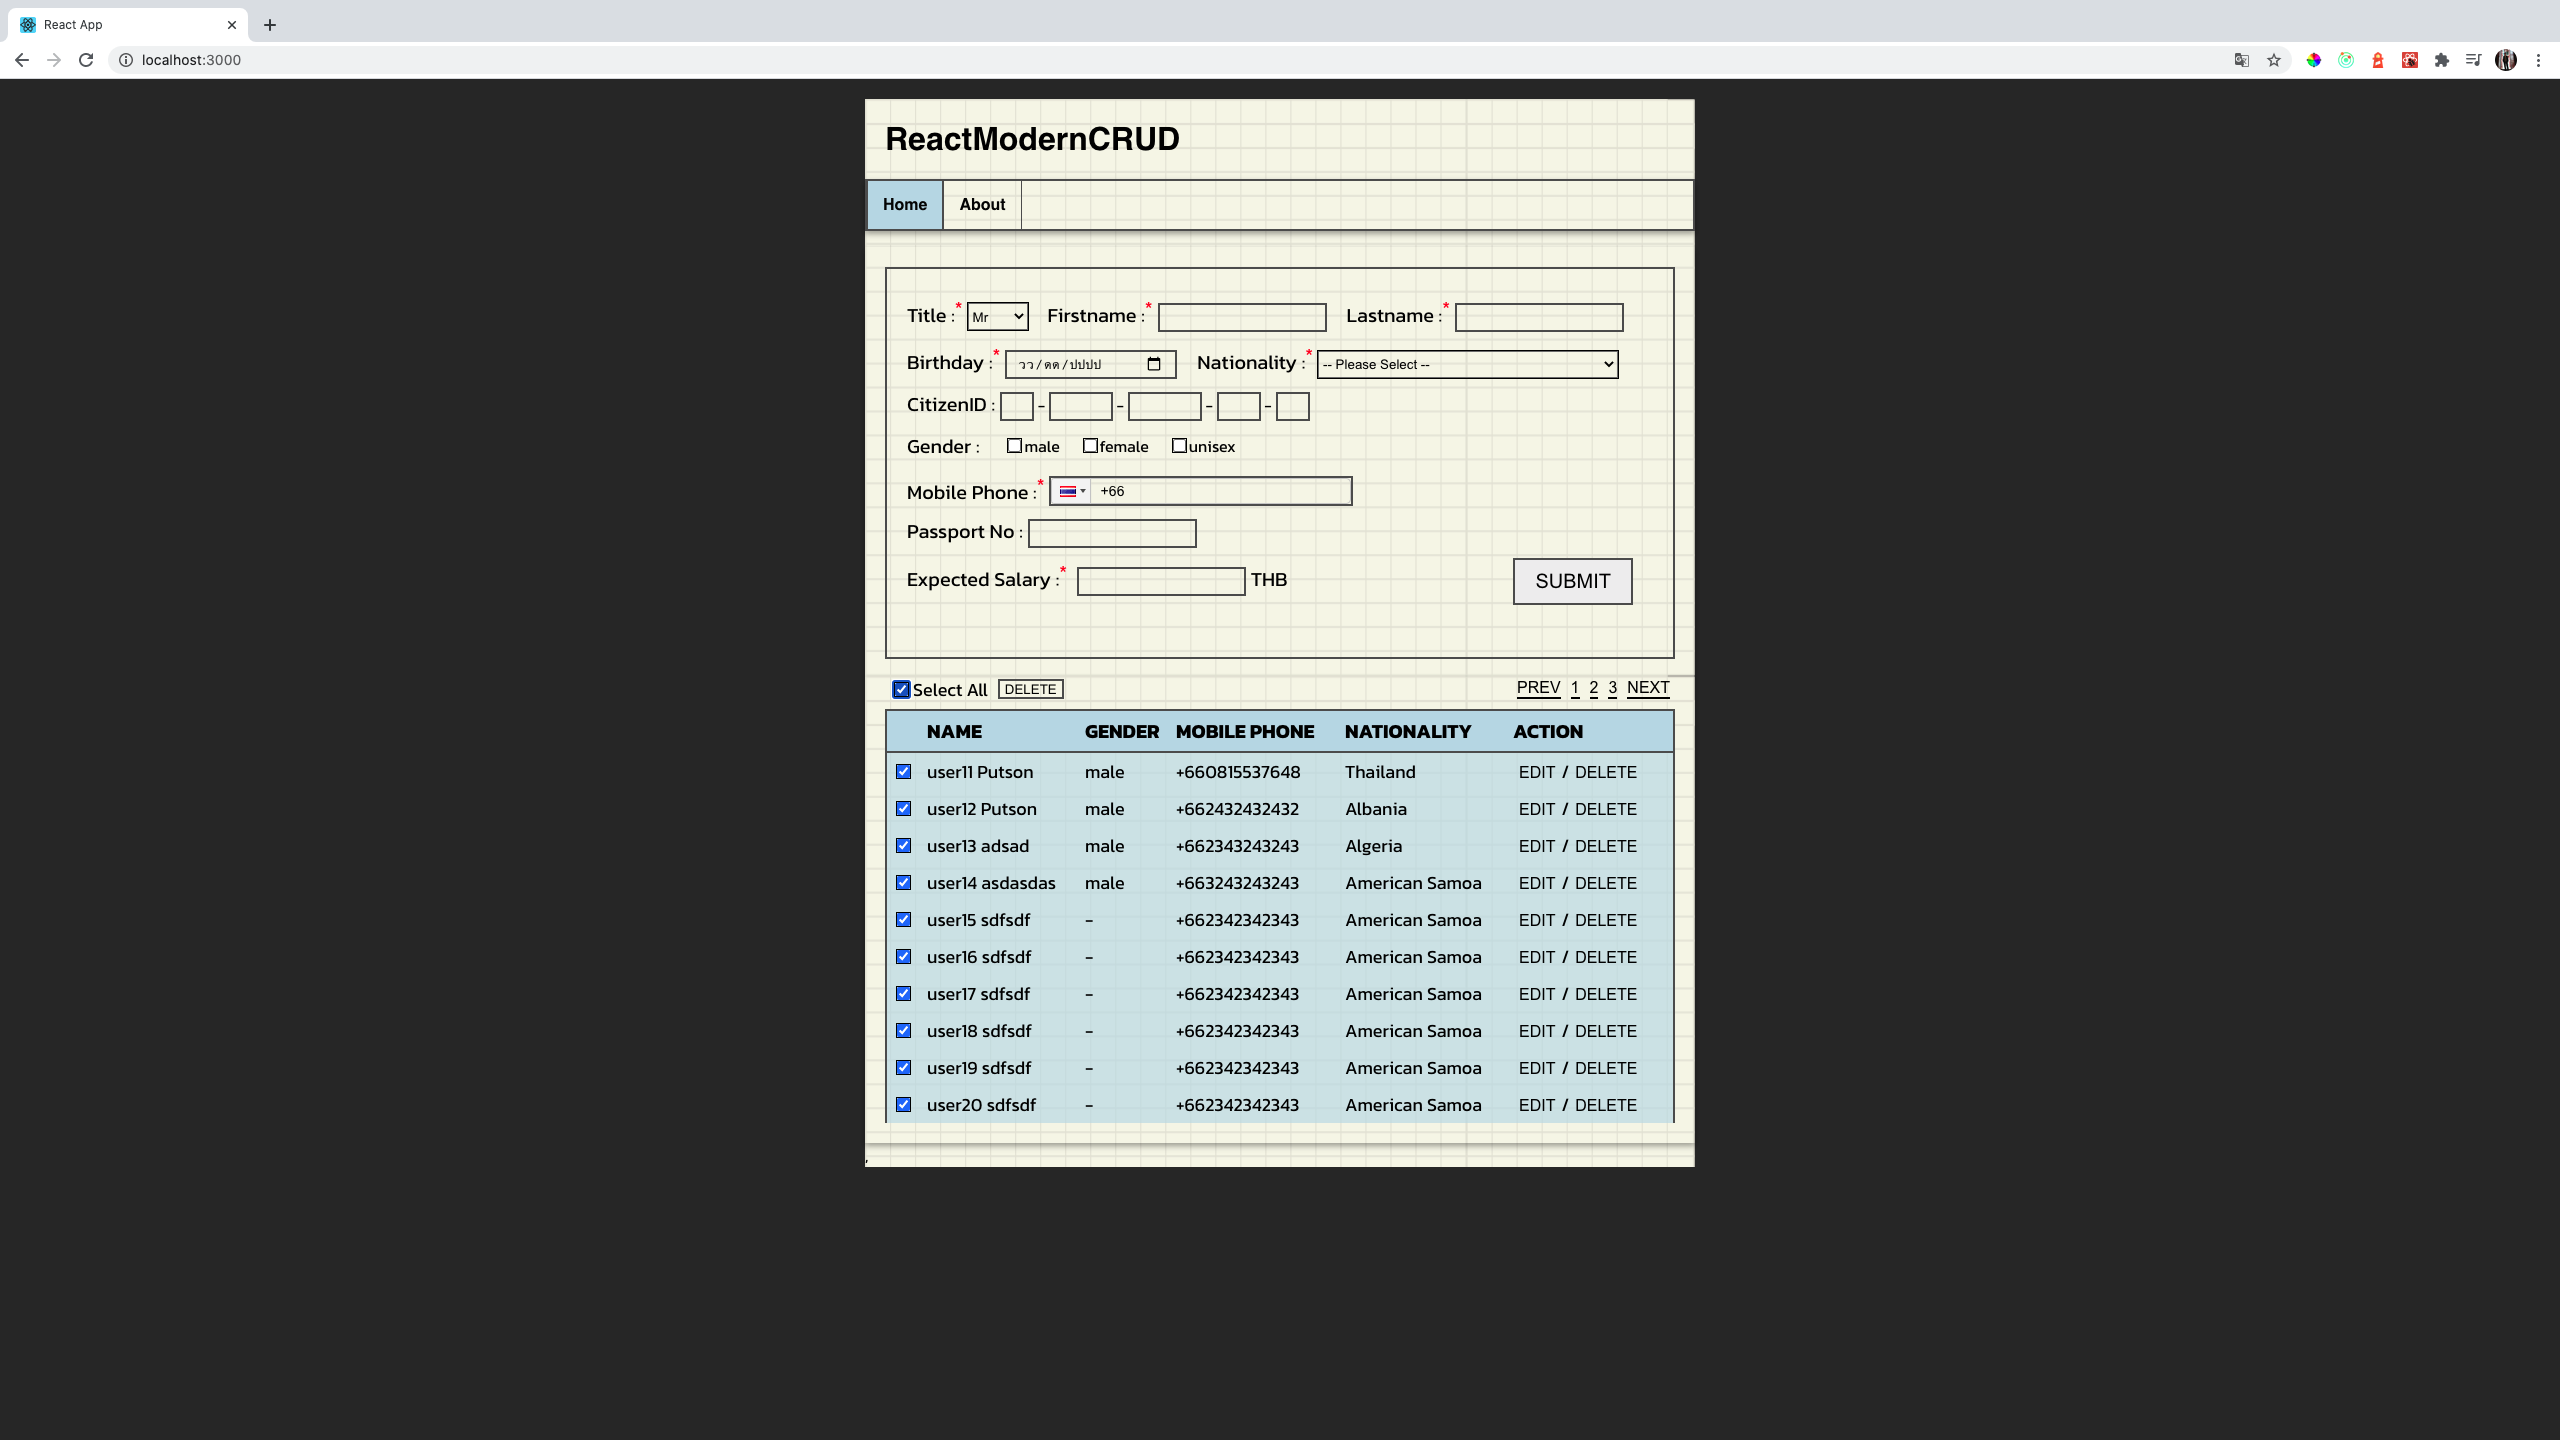 React App
localhost:3000
ReactModernCRUD
Home About
Title :* Mr Firstname :* Lastname :*
Birthday :* วว/ดด/ปปปป Nationality :* -- Please Select --
CitizenID : - - - -
Gender : male female unisex
Mobile Phone :* +66
Passport No :
Expected Salary :* THB SUBMIT
Select All DELETE PREV 1 2 3 NEXT
NAME GENDER MOBILE PHONE NATIONALITY ACTION
user11 Putson male +660815537648 Thailand EDIT / DELETE
user12 Putson male +662432432432 Albania EDIT / DELETE
user13 adsad male +662343243243 Algeria EDIT / DELETE
user14 asdasdas male +663243243243 American Samoa EDIT / DELETE
user15 sdfsdf - +662342342343 American Samoa EDIT / DELETE
user16 sdfsdf - +662342342343 American Samoa EDIT / DELETE
user17 sdfsdf - +662342342343 American Samoa EDIT / DELETE
user18 sdfsdf - +662342342343 American Samoa EDIT / DELETE
user19 sdfsdf - +662342342343 American Samoa EDIT / DELETE
user20 sdfsdf - +662342342343 American Samoa EDIT / DELETE
,